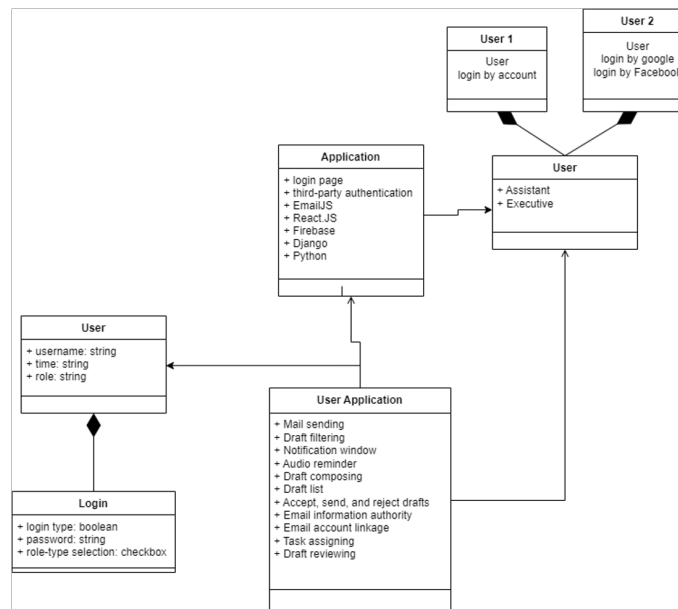 User 1
User
login by account
User 2
User
login by google
login by Facebook
Application
+ login page
+ third-party authentication
+ EmailJS
+ React.JS
+ Firebase
+ Django
+ Python
User
+ Assistant
+ Executive
User
+ username: string
+ time: string
+ role: string
User Application
+ Mail sending
+ Draft filtering
+ Notification window
+ Audio reminder
+ Draft composing
+ Draft list
+ Accept, send, and reject drafts
+ Email information authority
+ Email account linkage
+ Task assigning
+ Draft reviewing
Login
+ login type: boolean
+ password: string
+ role-type selection: checkbox